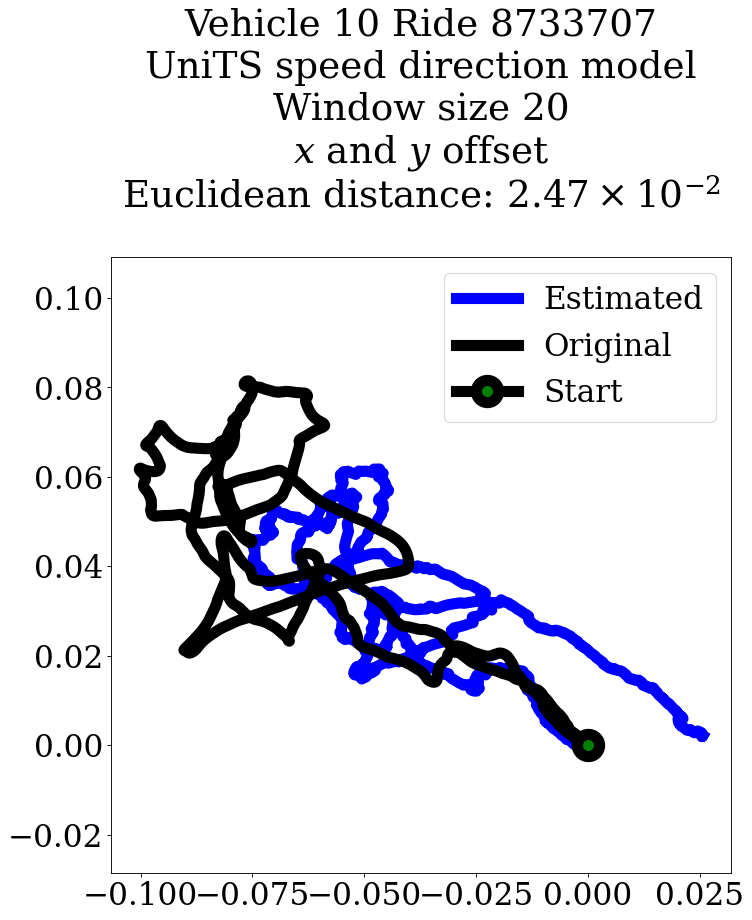 Vehicle 10 Ride 8733707
UniTS speed direction model
Window size 20
x and y offset
Euclidean distance: 2.47 × 10⁻²
Estimated
Original
Start
0.10
0.08
0.06
0.04
0.02
0.00
−0.02
−0.100 −0.075 −0.050 −0.025 0.000 0.025